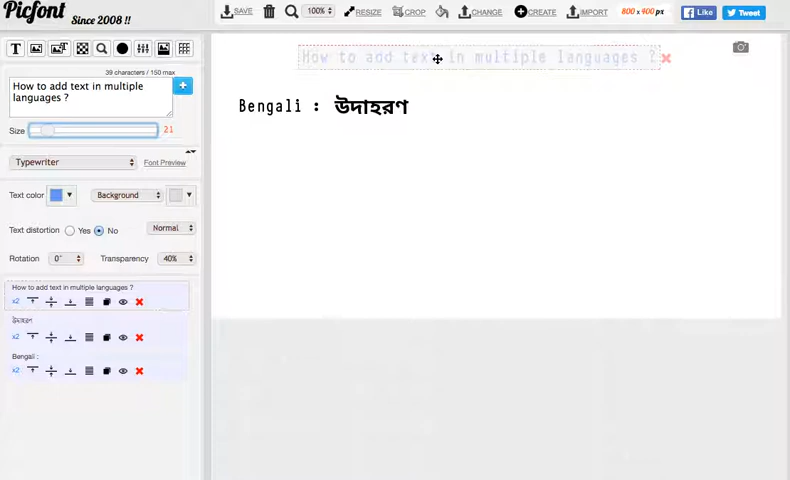 Picfont
Since 2008 !!
SAVE
100%
RESIZE
CROP
CHANGE
CREATE
IMPORT
800 x 400 px
Like
Tweet
39 characters / 150 max
How to add text in multiple
languages ?
Size
21
Typewriter
Font Preview
Text color
Background
Text distortion
Yes
No
Normal
Rotation
0°
Transparency
40%
How to add text in multiple languages ?
x2
উদাহরণ
x2
Bengali :
x2
How to add text in multiple languages ?
Bengali : উদাহরণ